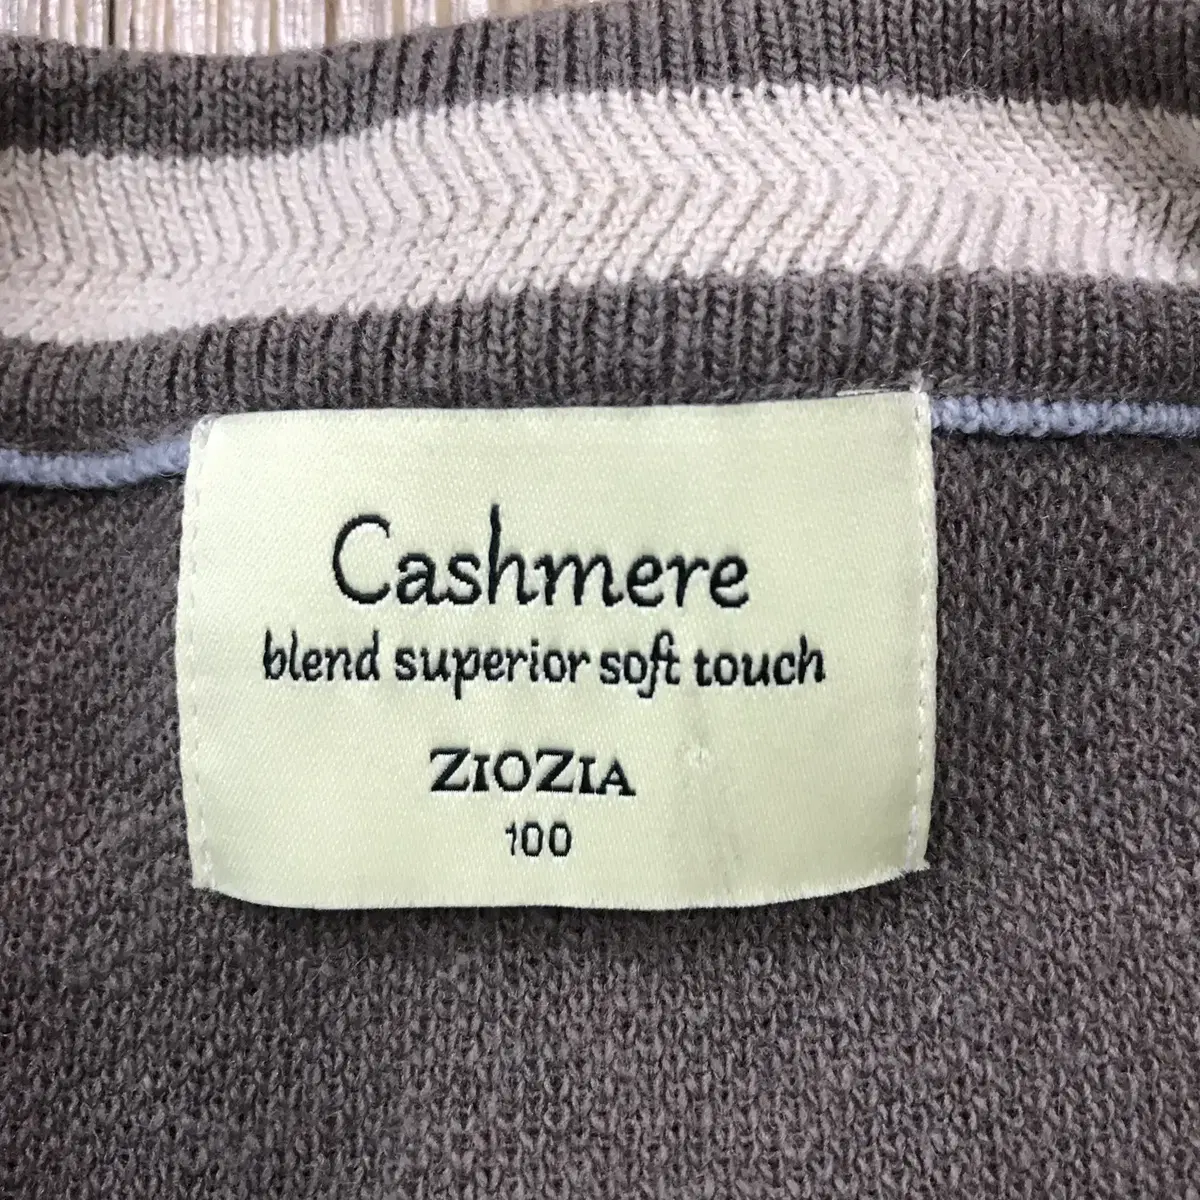 Cashmere
blend superior soft touch
ZIOZIA
100